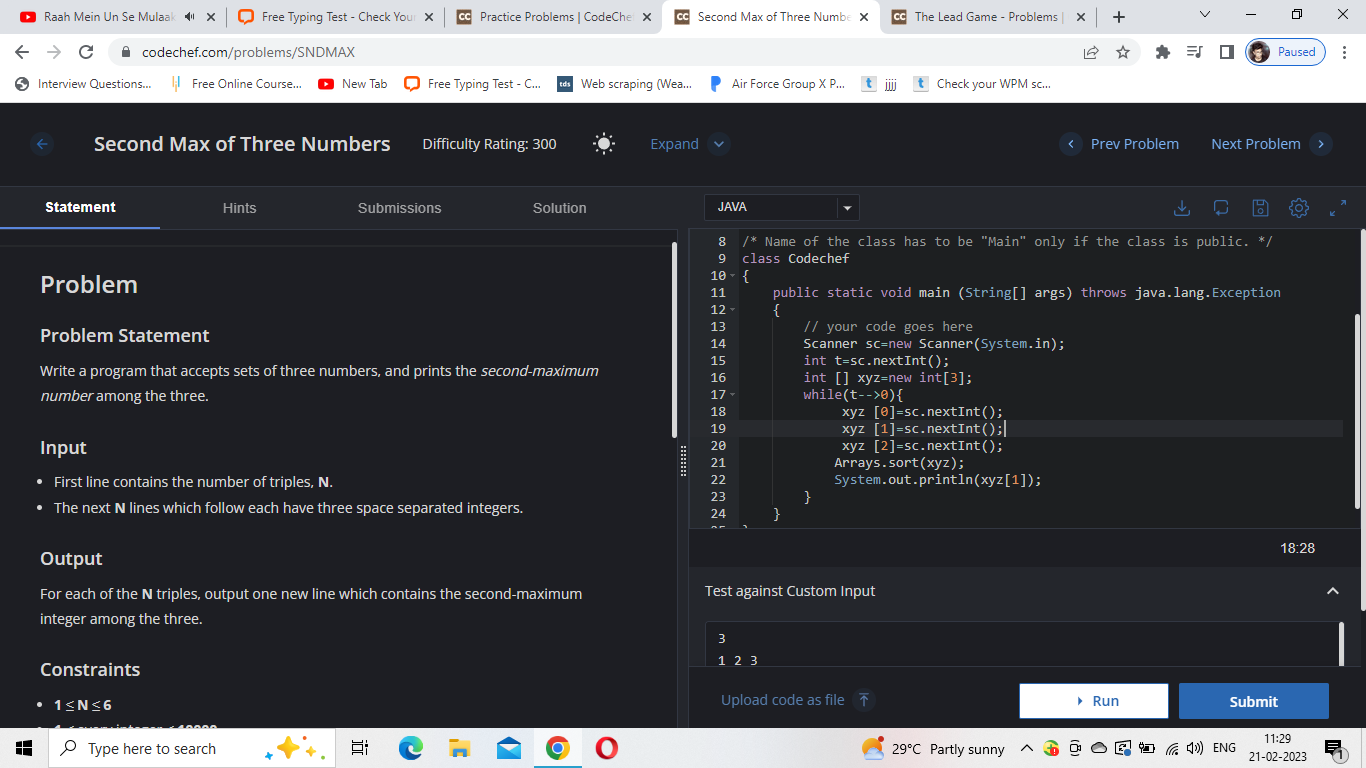 Raah Mein Un Se Mulaak
Free Typing Test - Check Your
Practice Problems | CodeChef
Second Max of Three Numbe
The Lead Game - Problems |
codechef.com/problems/SNDMAX
Paused
Interview Questions...
Free Online Course...
New Tab
Free Typing Test - C...
tds
Web scraping (Wea...
Air Force Group X P...
jjjj
Check your WPM sc...
Second Max of Three Numbers
Difficulty Rating: 300
Expand
Prev Problem
Next Problem
Statement
Hints
Submissions
Solution
Problem
Problem Statement
Write a program that accepts sets of three numbers, and prints the second-maximum
number among the three.
Input
• First line contains the number of triples, N.
• The next N lines which follow each have three space separated integers.
Output
For each of the N triples, output one new line which contains the second-maximum
integer among the three.
Constraints
• 1 ≤ N ≤ 6
JAVA
8 /* Name of the class has to be "Main" only if the class is public. */
9 class Codechef
10 {
11 public static void main (String[] args) throws java.lang.Exception
12 {
13 // your code goes here
14 Scanner sc=new Scanner(System.in);
15 int t=sc.nextInt();
16 int [] xyz=new int[3];
17 while(t-->0){
18 xyz [0]=sc.nextInt();
19 xyz [1]=sc.nextInt();
20 xyz [2]=sc.nextInt();
21 Arrays.sort(xyz);
22 System.out.println(xyz[1]);
23 }
24 }
18:28
Test against Custom Input
3
1 2 3
Upload code as file
Run
Submit
Type here to search
29°C Partly sunny
ENG
11:29
21-02-2023
1